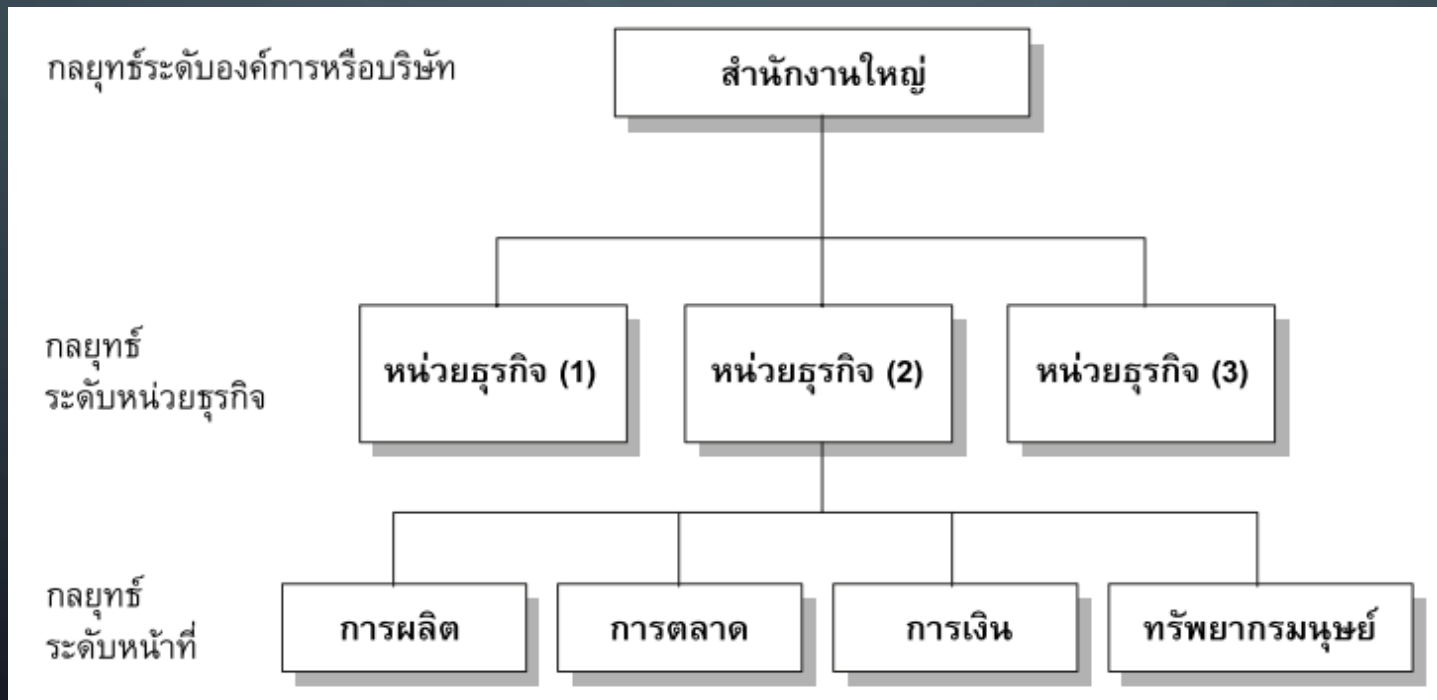 กลยุทธ์ระดับองค์การหรือบริษัท
สำนักงานใหญ่
กลยุทธ์
ระดับหน่วยธุรกิจ
หน่วยธุรกิจ (1)
หน่วยธุรกิจ (2)
หน่วยธุรกิจ (3)
กลยุทธ์
ระดับหน้าที่
การผลิต
การตลาด
การเงิน
ทรัพยากรมนุษย์